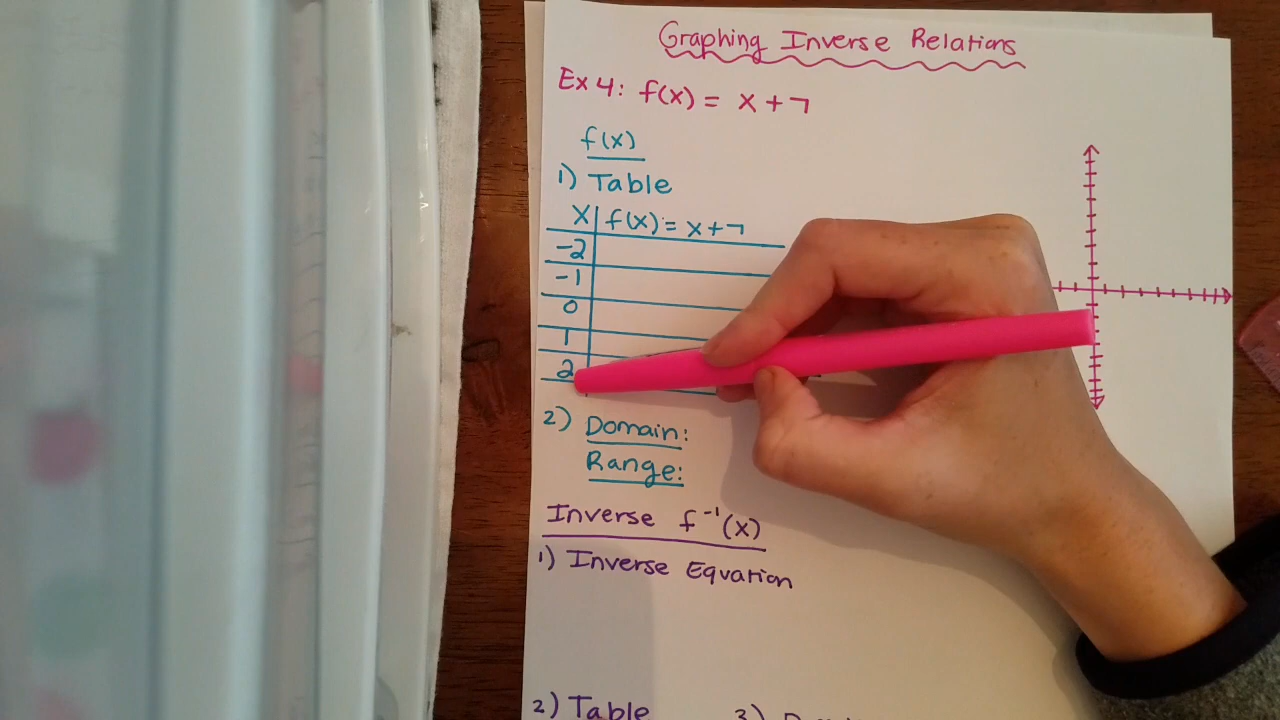 Graphing Inverse Relations
Ex 4: f(x) = x+7
f(x)
1) Table
x f(x) = x+7
-2
-1
0
1
2
2) Domain:
Range:
Inverse f⁻¹(x)
1) Inverse Equation
2) Table 3)